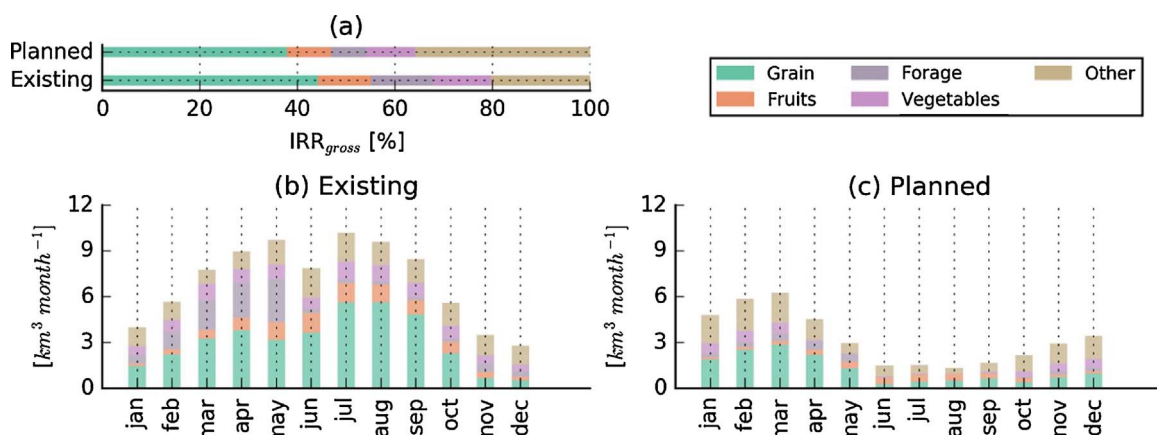 (a)
Planned
Existing
0 20 40 60 80 100
IRR_gross [%]
Grain Forage Other
Fruits Vegetables
(b) Existing
12
9
6
3
0
[km³ month⁻¹]
jan feb mar apr may jun jul aug sep oct nov dec
(c) Planned
12
9
6
3
0
[km³ month⁻¹]
jan feb mar apr may jun jul aug sep oct nov dec